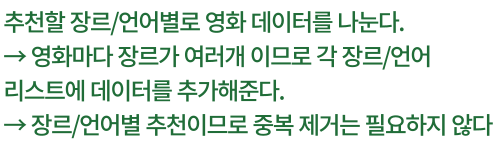 추천할 장르/언어별로 영화 데이터를 나눈다.
→ 영화마다 장르가 여러개 이므로 각 장르/언어
리스트에 데이터를 추가해준다.
→ 장르/언어별 추천이므로 중복 제거는 필요하지 않다